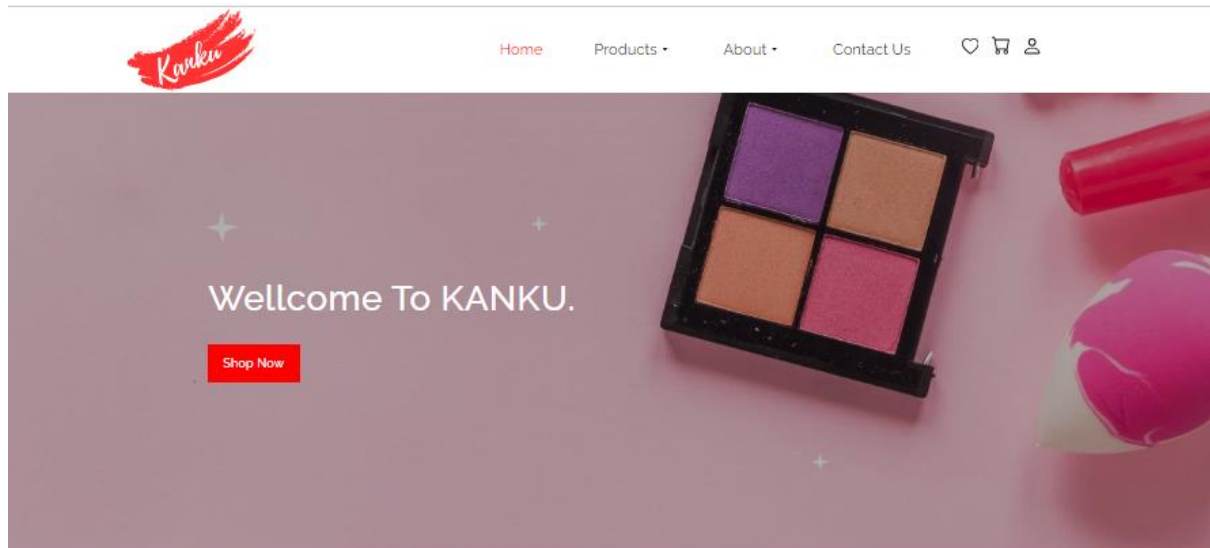 Kanku
Home Products About Contact Us
Wellcome To KANKU.
Shop Now